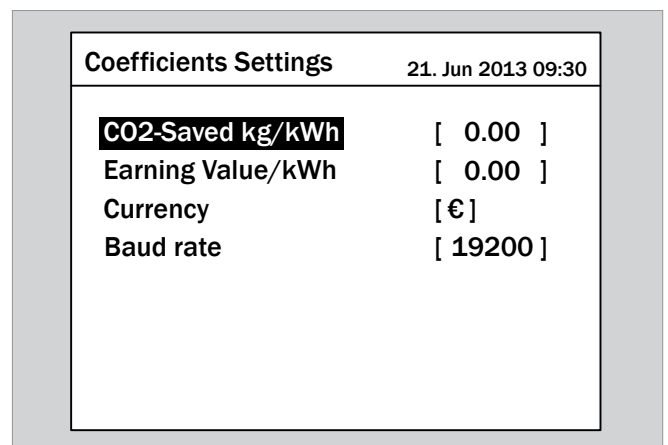 Coefficients Settings 21. Jun 2013 09:30
CO2-Saved kg/kWh [ 0.00 ]
Earning Value/kWh [ 0.00 ]
Currency [ € ]
Baud rate [ 19200 ]